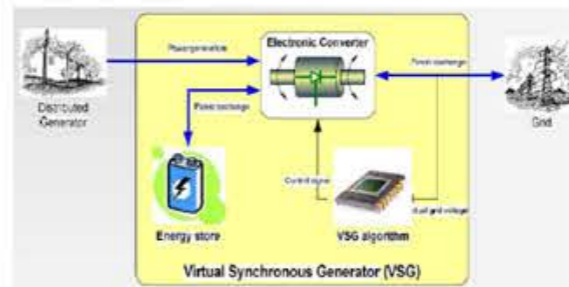 Electronic Converter
Power generation
Power exchange
Distributed
Generator
Grid
Power exchange
Control signal
Energy store
VSG algorithm
Virtual Synchronous Generator (VSG)